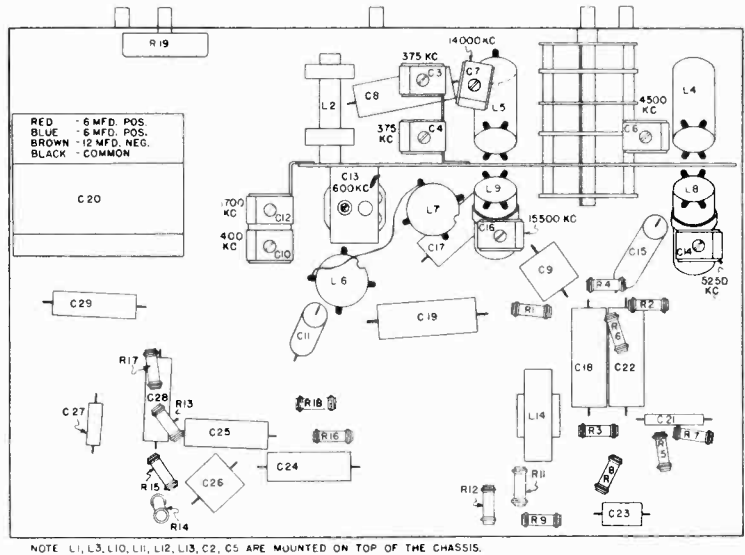 R19
14000KC
375 KC
C3
C7
C8
L2
L5
4500
KC
C6
L4
375
KC
C4
RED - 6 MFD. POS.
BLUE - 6 MFD. POS.
BROWN - 12 MFD. NEG.
BLACK - COMMON
C20
C13
600KC
1700
KC
C12
400
KC
C10
L7
L9
L8
15500 KC
C16
C17
C15
C14
5250
KC
L6
C9
R4
C29
C11
C19
R1
R2
R6
R17
C28
C18
C22
R13
C27
R18
L14
C21
C25
R16
R3
R5
R7
R15
C24
R11
R8
C26
R12
R14
R9
C23
NOTE L1, L3, L10, L11, L12, L13, C2, C5 ARE MOUNTED ON TOP OF THE CHASSIS.